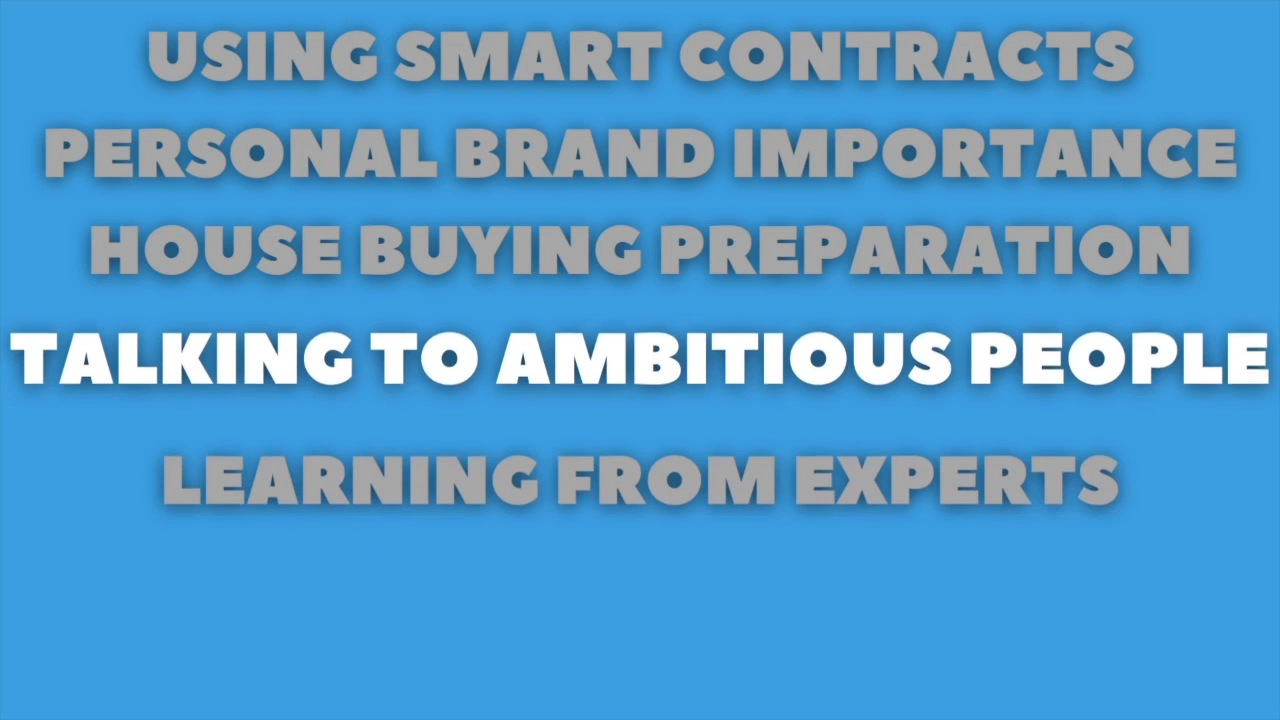 USING SMART CONTRACTS
PERSONAL BRAND IMPORTANCE
HOUSE BUYING PREPARATION
TALKING TO AMBITIOUS PEOPLE
LEARNING FROM EXPERTS